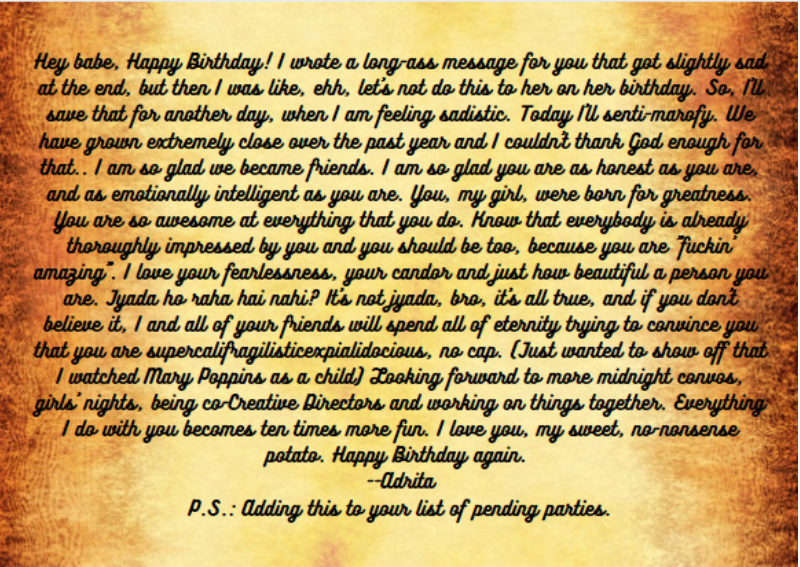 Hey babe, Happy Birthday! I wrote a long-ass message for you that got slightly sad
at the end, but then I was like, ehh, let's not do this to her on her birthday. So, I'll
save that for another day, when I am feeling sadistic. Today I'll senti-marofy. We
have grown extremely close over the past year and I couldn't thank God enough for
that.. I am so glad we became friends. I am so glad you are as honest as you are,
and as emotionally intelligent as you are. You, my girl, were born for greatness.
You are so awesome at everything that you do. Know that everybody is already
thoroughly impressed by you and you should be too, because you are "fuckin'
amazing". I love your fearlessness, your candor and just how beautiful a person you
are. Jyada ho raha hai nahi? It's not jyada, bro, it's all true, and if you don't
believe it, I and all of your friends will spend all of eternity trying to convince you
that you are supercalifragilisticexpialidocious, no cap. (Just wanted to show off that
I watched Mary Poppins as a child) Looking forward to more midnight convos,
girls' nights, being co-Creative Directors and working on things together. Everything
I do with you becomes ten times more fun. I love you, my sweet, no-nonsense
potato. Happy Birthday again.
--Adrita
P.S.: Adding this to your list of pending parties.